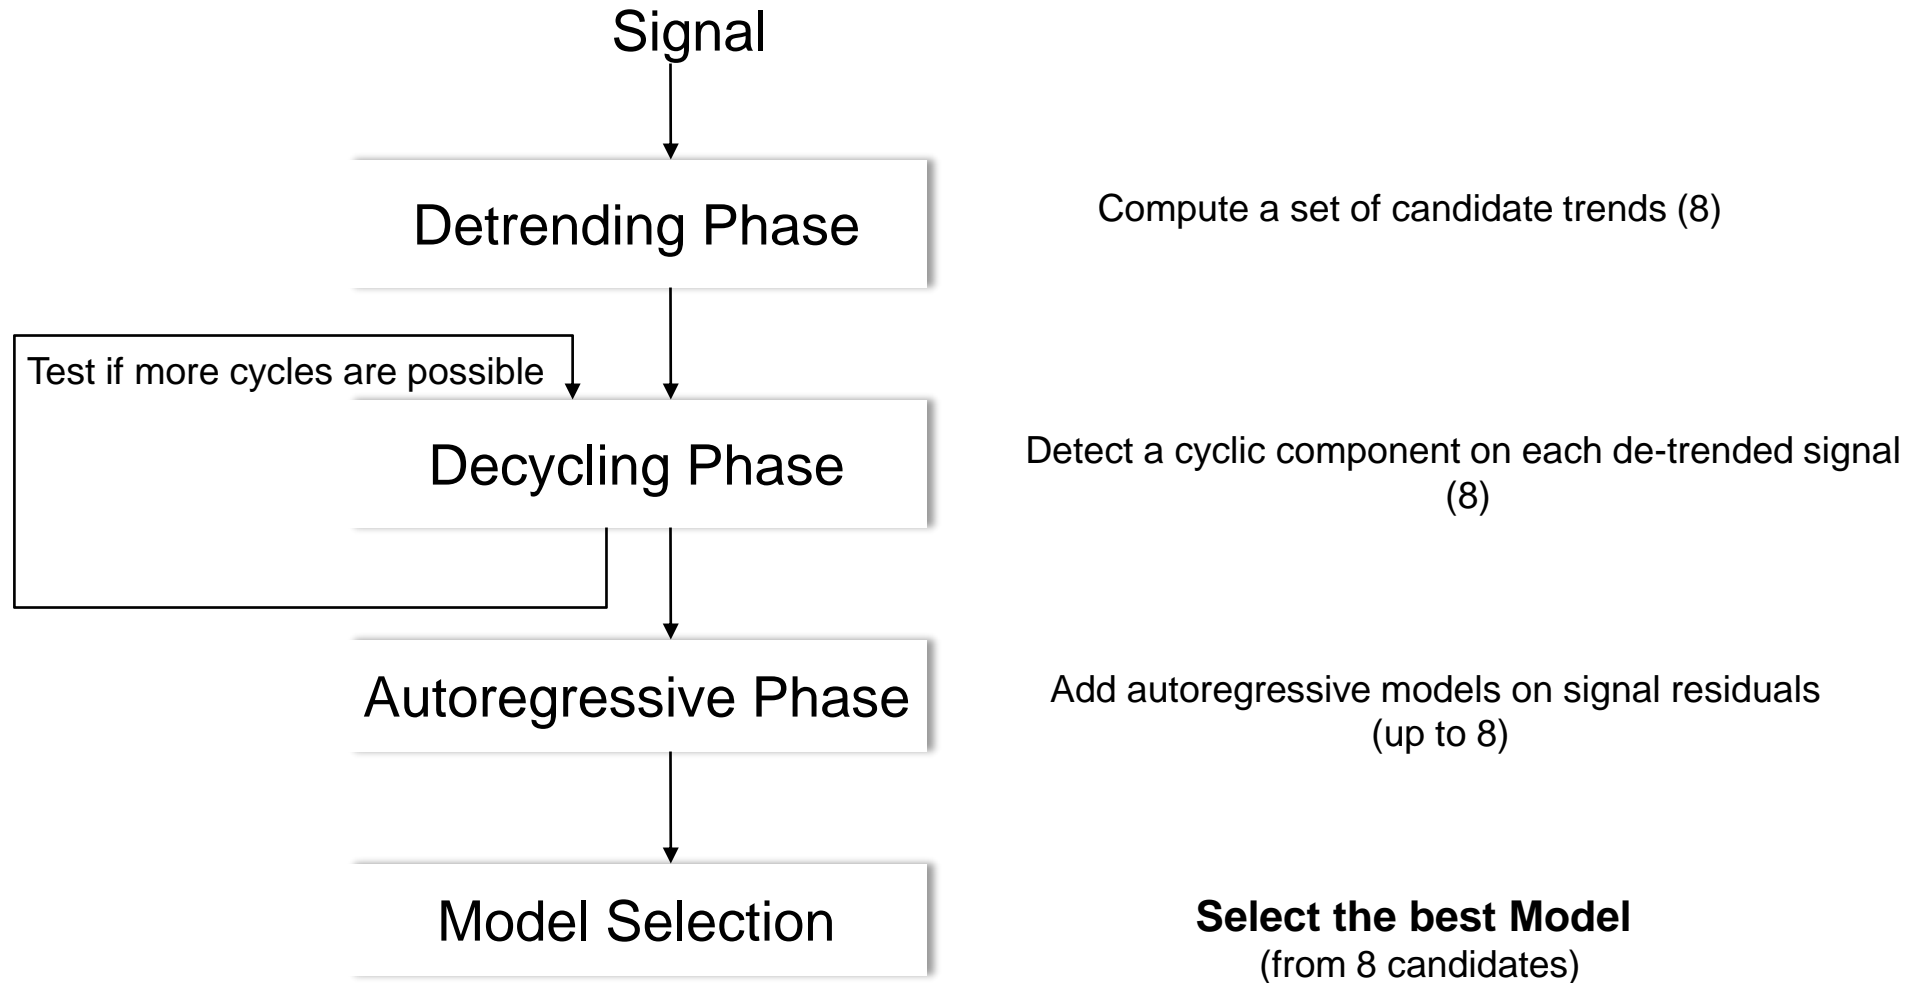 Signal
Detrending Phase
Compute a set of candidate trends (8)
Test if more cycles are possible
Decycling Phase
Detect a cyclic component on each de-trended signal
(8)
Autoregressive Phase
Add autoregressive models on signal residuals
(up to 8)
Model Selection
Select the best Model
(from 8 candidates)